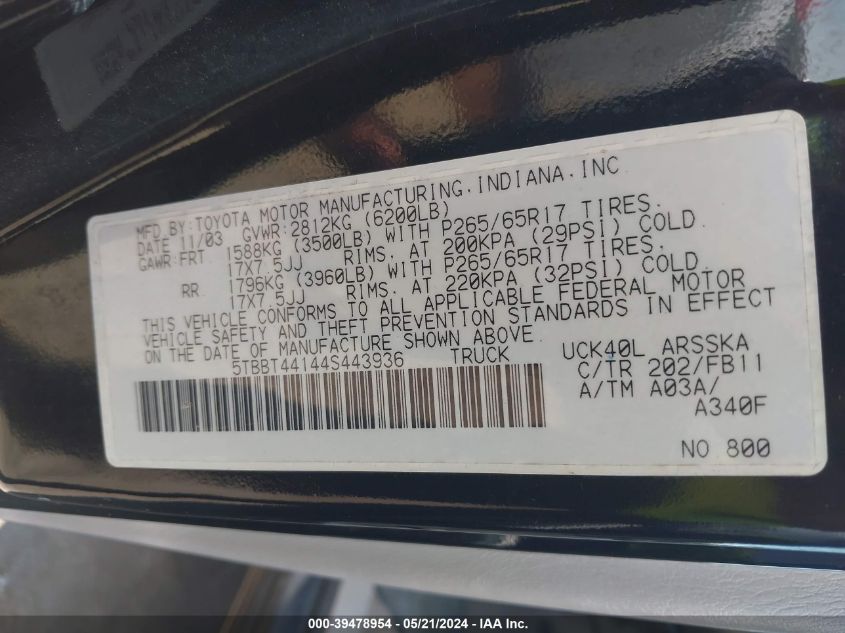 MFD.BY:TOYOTA MOTOR MANUFACTURING,INDIANA,INC
DATE 11/03 GVWR:2812KG (6200LB)
GAWR:FRT 1588KG (3500LB) WITH P265/65R17 TIRES.
17X7.5JJ RIMS. AT 200KPA (29PSI) COLD
RR 1796KG (3960LB) WITH P265/65R17 TIRES.
17X7.5JJ RIMS. AT 220KPA (32PSI) COLD.
THIS VEHICLE CONFORMS TO ALL APPLICABLE FEDERAL MOTOR
VEHICLE SAFETY AND THEFT PREVENTION STANDARDS IN EFFECT
ON THE DATE OF MANUFACTURE SHOWN ABOVE.
5TBBT44144S443936 TRUCK
UCK40L ARSSKA
C/TR 202/FB11
A/TM A03A/
A340F
NO 800
000-39478954 / 05/21/2024 - IAA Inc.